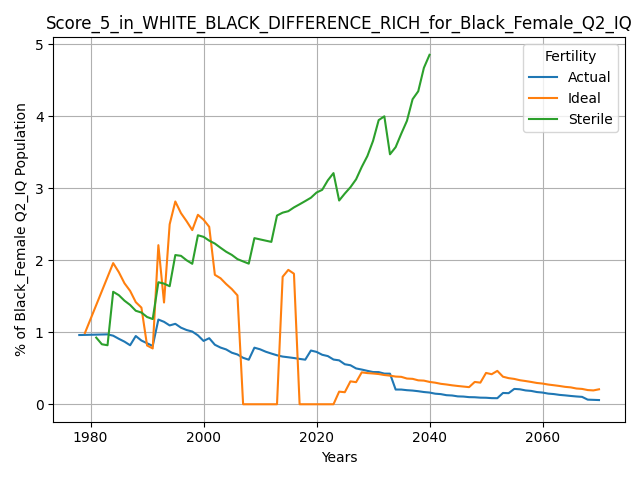 Score_5_in_WHITE_BLACK_DIFFERENCE_RICH_for_Black_Female_Q2_IQ
Fertility
Actual
Ideal
Sterile
% of Black_Female Q2_IQ Population
5
4
3
2
1
0
1980 2000 2020 2040 2060
Years